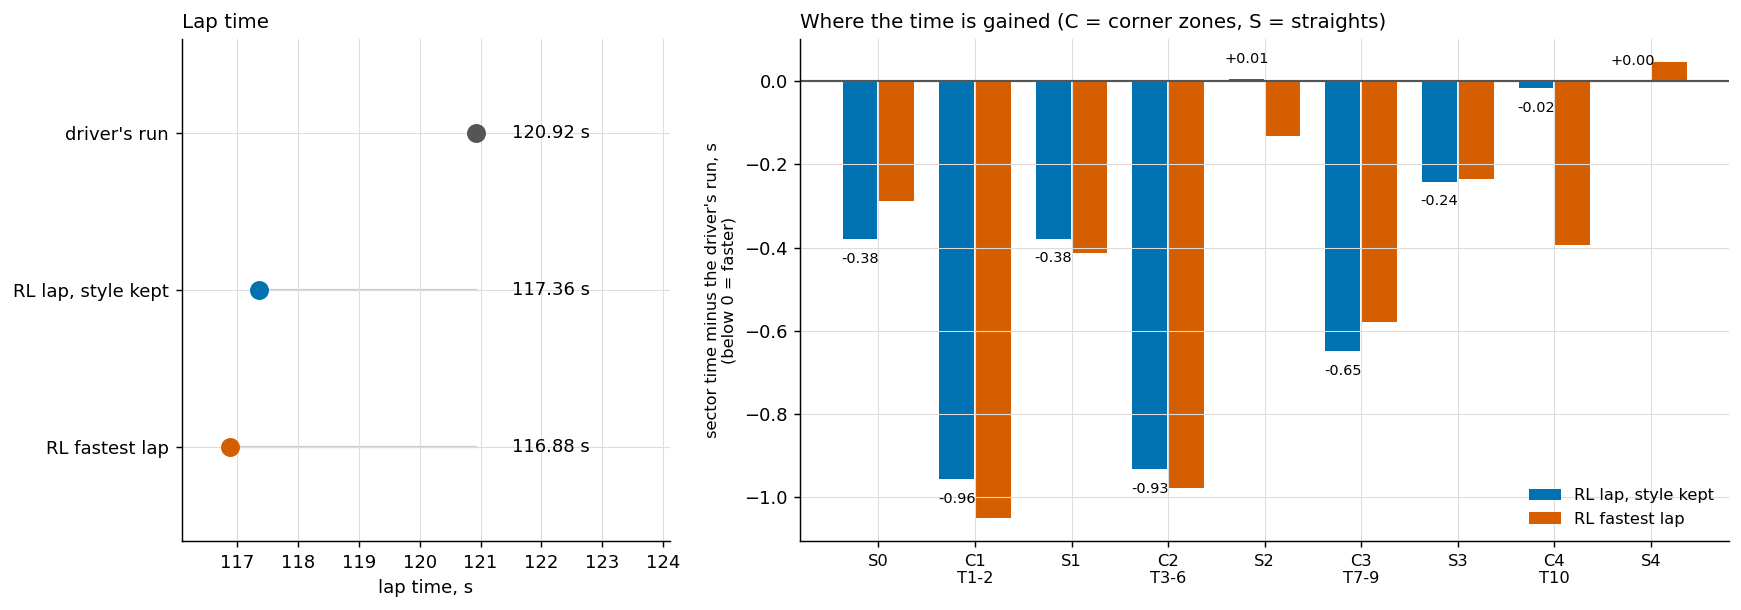 Lap time
driver's run
RL lap, style kept
RL fastest lap
120.92 s
117.36 s
116.88 s
117 118 119 120 121 122 123 124
lap time, s
Where the time is gained (C = corner zones, S = straights)
sector time minus the driver's run, s
(below 0 = faster)
0.0
−0.2
−0.4
−0.6
−0.8
−1.0
-0.38
-0.96
-0.38
-0.93
+0.01
-0.65
-0.24
-0.02
+0.00
S0 C1 S1 C2 S2 C3 S3 C4 S4
T1-2 T3-6 T7-9 T10
RL lap, style kept
RL fastest lap